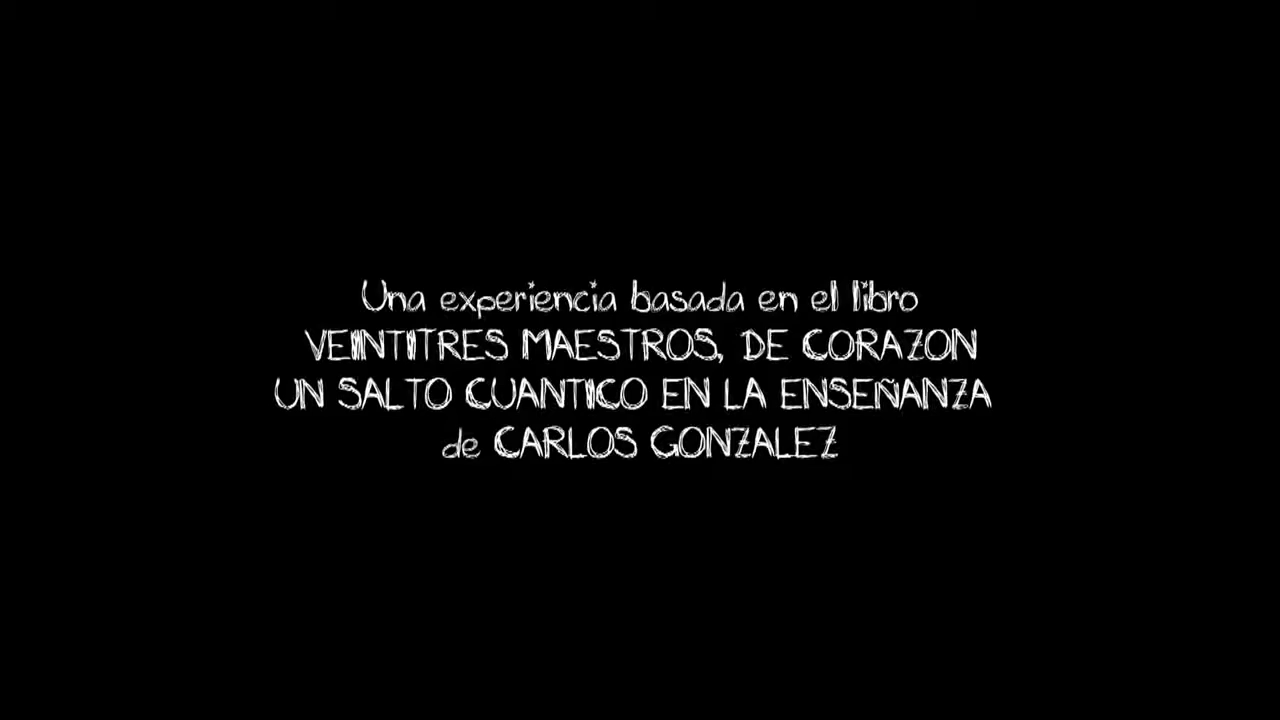 Una experiencia basada en el libro
VEINTITRES MAESTROS, DE CORAZON
UN SALTO CUANTICO EN LA ENSEÑANZA
de CARLOS GONZALEZ